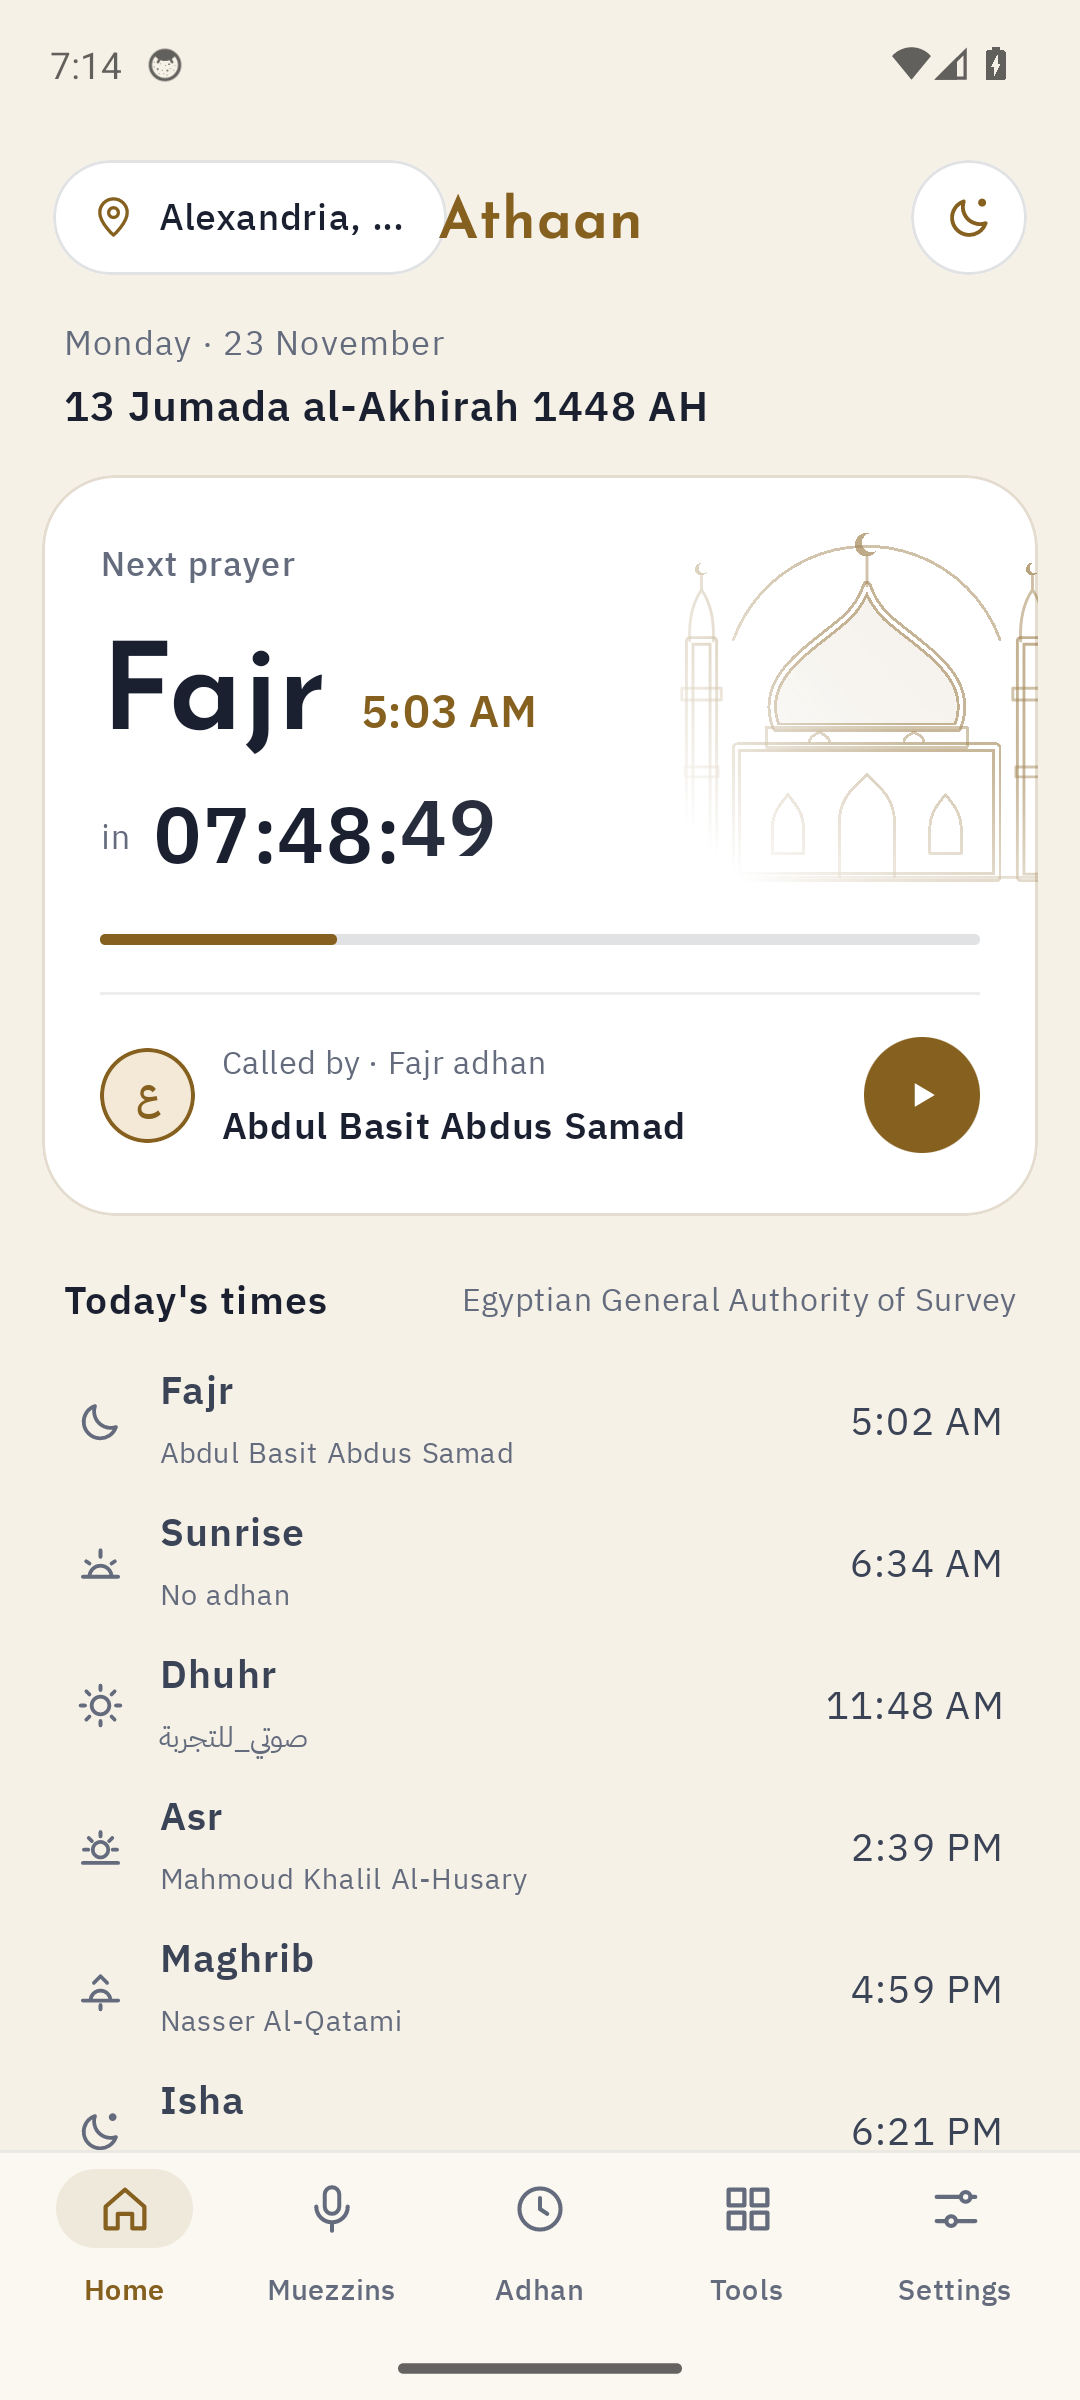 7:14
Alexandria, ...
Athaan
Monday · 23 November
13 Jumada al-Akhirah 1448 AH
Next prayer
Fajr 5:03 AM
in 07:48:49
ع
Called by · Fajr adhan
Abdul Basit Abdus Samad
Today's times Egyptian General Authority of Survey
Fajr
Abdul Basit Abdus Samad
5:02 AM
Sunrise
No adhan
6:34 AM
Dhuhr
صوتي_للتجربة
11:48 AM
Asr
Mahmoud Khalil Al-Husary
2:39 PM
Maghrib
Nasser Al-Qatami
4:59 PM
Isha
6:21 PM
Home Muezzins Adhan Tools Settings